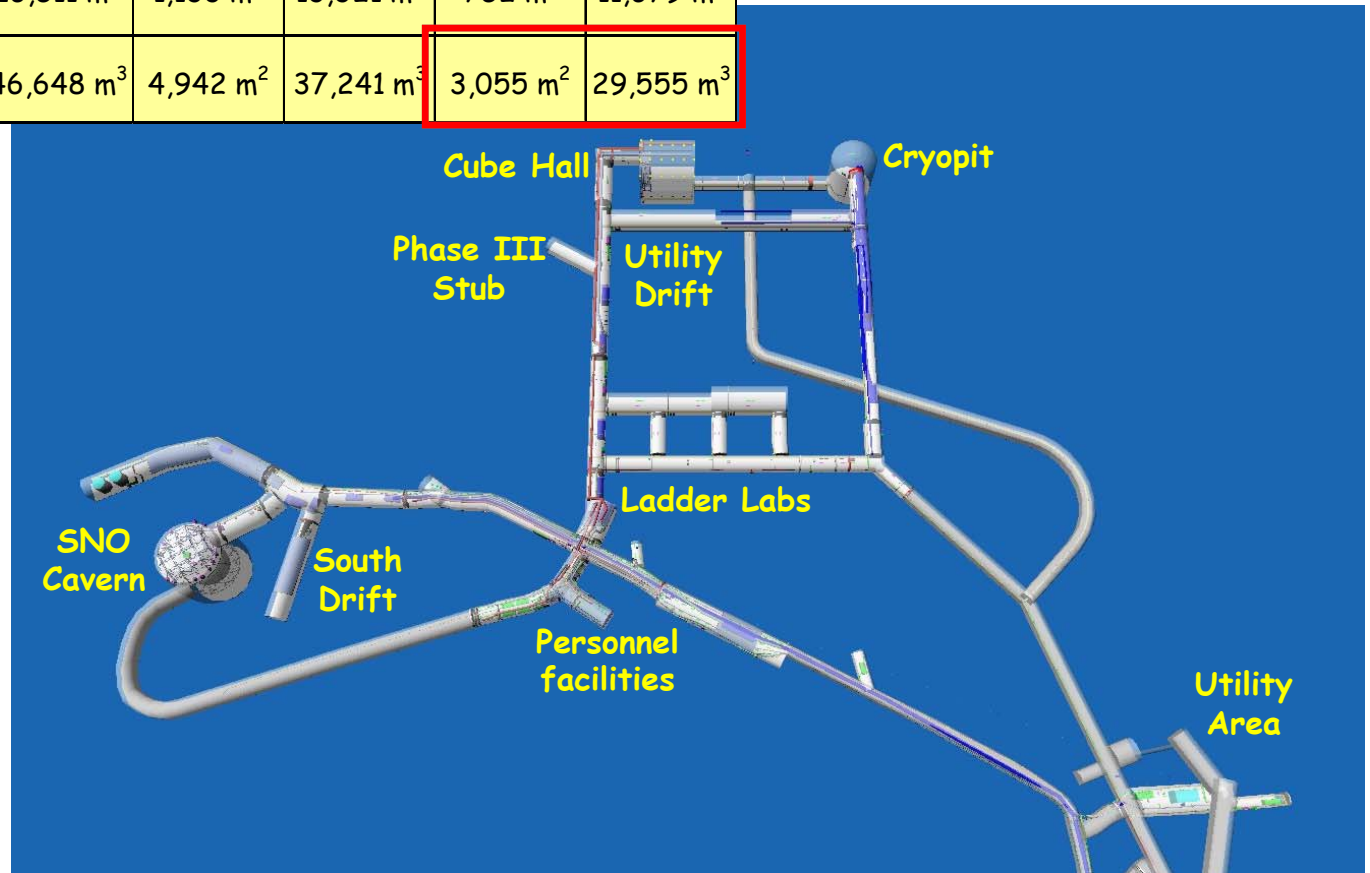 46,648 m³ 4,942 m² 37,241 m³ 3,055 m² 29,555 m³
Cube Hall
Cryopit
Phase III
Stub
Utility
Drift
Ladder Labs
SNO
Cavern
South
Drift
Personnel
facilities
Utility
Area